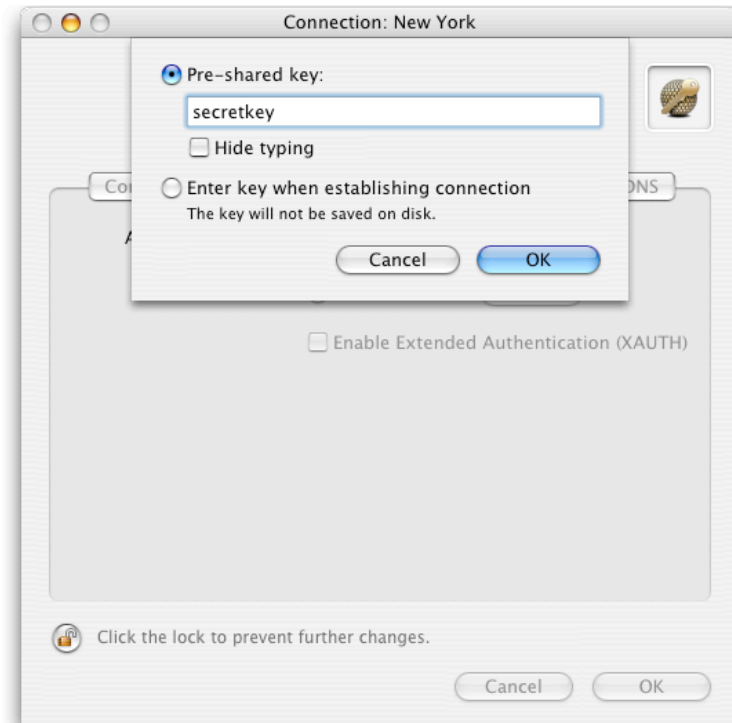 Connection: New York
Pre-shared key:
secretkey
Hide typing
Enter key when establishing connection
The key will not be saved on disk.
Cancel OK
Enable Extended Authentication (XAUTH)
Click the lock to prevent further changes.
Cancel OK